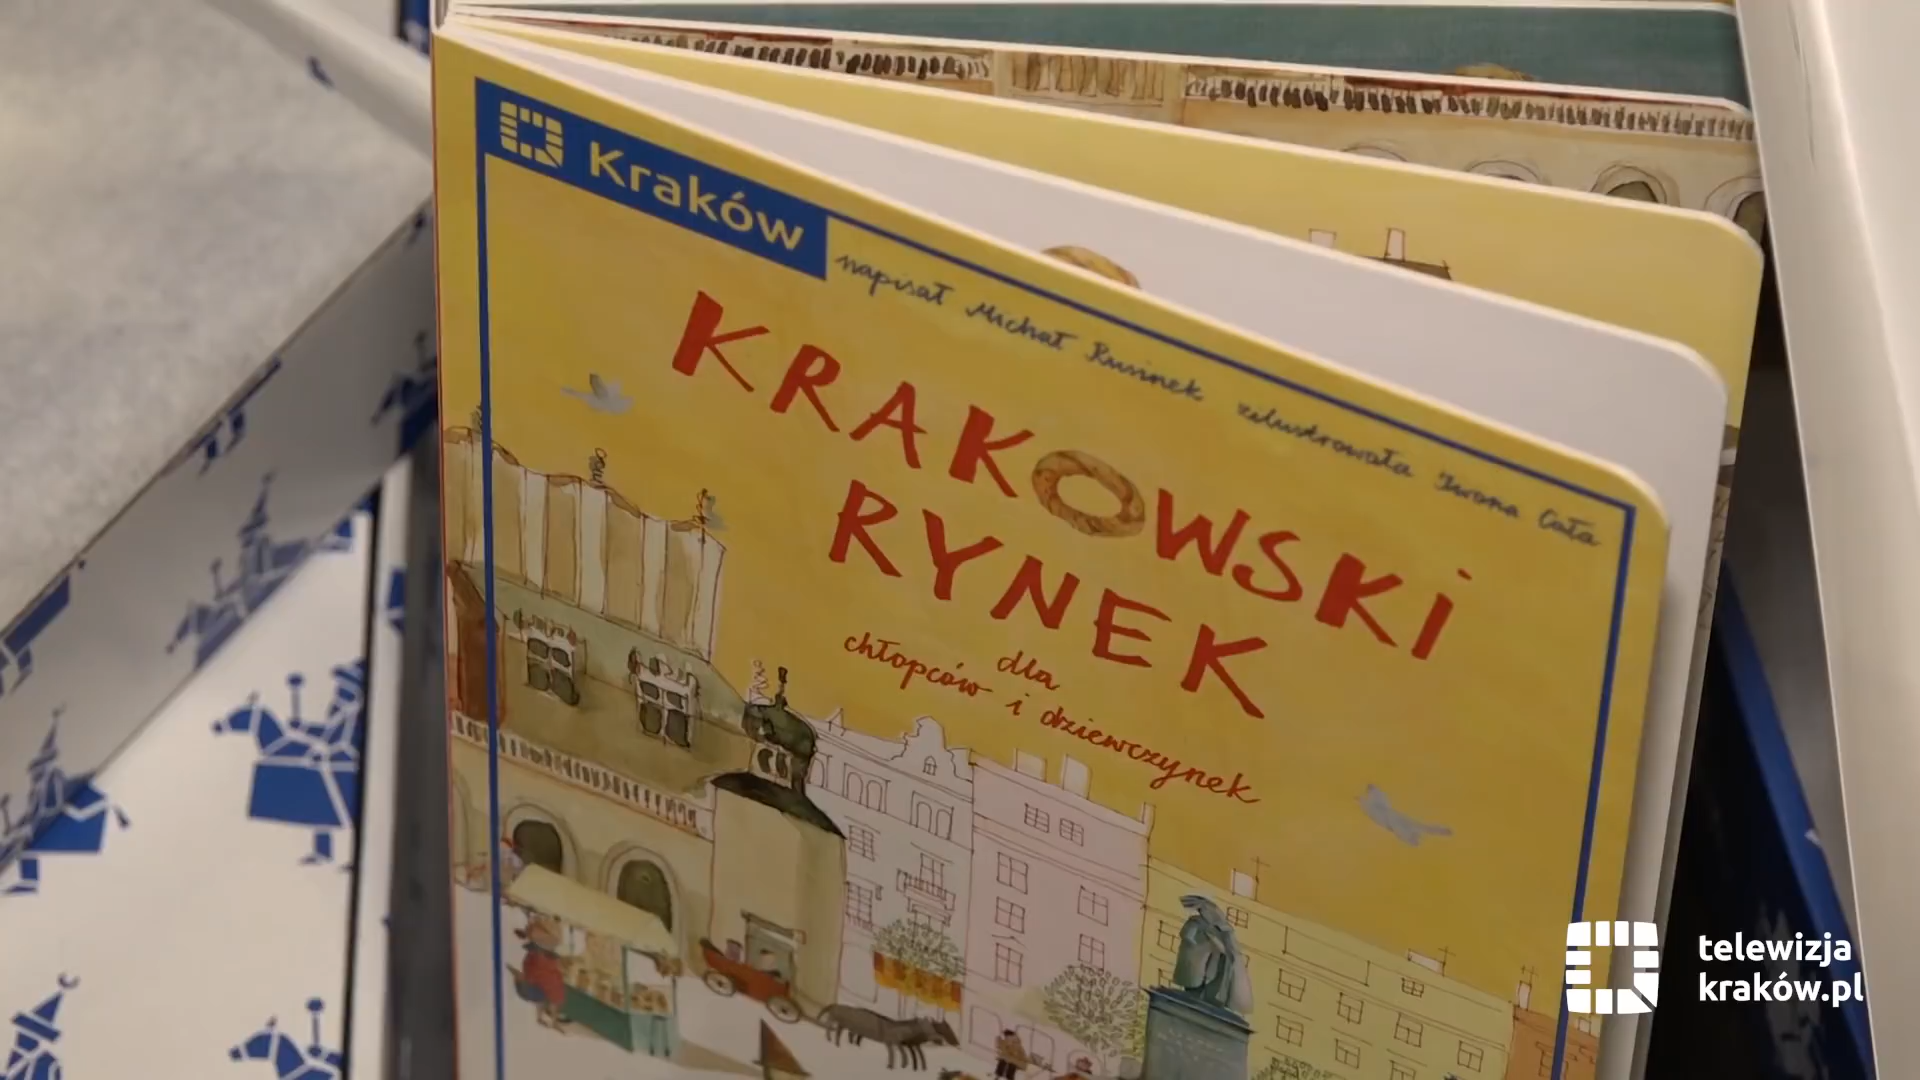 Kraków
napisał Michał Rusinek zilustrowała Iwona Cała
KRAKOWSKI
RYNEK
dla
chłopców i dziewczynek
telewizja
kraków.pl